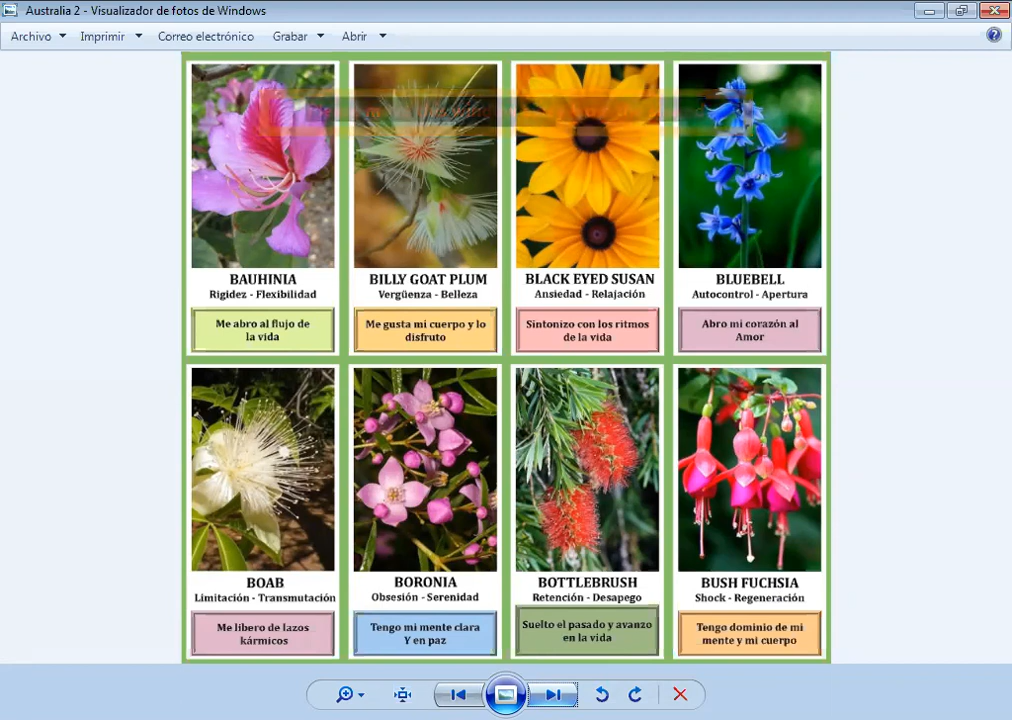 Australia 2 - Visualizador de fotos de Windows
Archivo Imprimir Correo electrónico Grabar Abrir
BAUHINIA
Rigidez - Flexibilidad
Me abro al flujo de
la vida
BILLY GOAT PLUM
Vergüenza - Belleza
Me gusta mi cuerpo y lo
disfruto
BLACK EYED SUSAN
Ansiedad - Relajación
Sintonizo con los ritmos
de la vida
BLUEBELL
Autocontrol - Apertura
Abro mi corazón al
Amor
BOAB
Limitación - Transmutación
Me libero de lazos
kármicos
BORONIA
Obsesión - Serenidad
Tengo mi mente clara
Y en paz
BOTTLEBRUSH
Retención - Desapego
Suelto el pasado y avanzo
en la vida
BUSH FUCHSIA
Shock - Regeneración
Tengo dominio de mi
mente y mi cuerpo